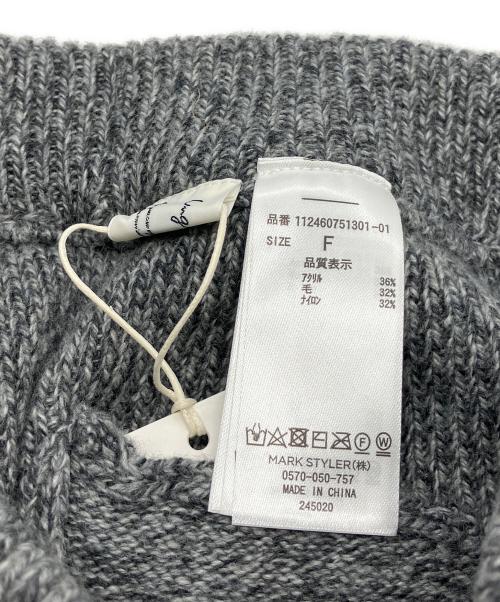 品番 112460751301-01
SIZE F
品質表示
アクリル 36%
毛 32%
ナイロン 32%
F W
MARK STYLER(株)
0570-050-757
MADE IN CHINA
245020